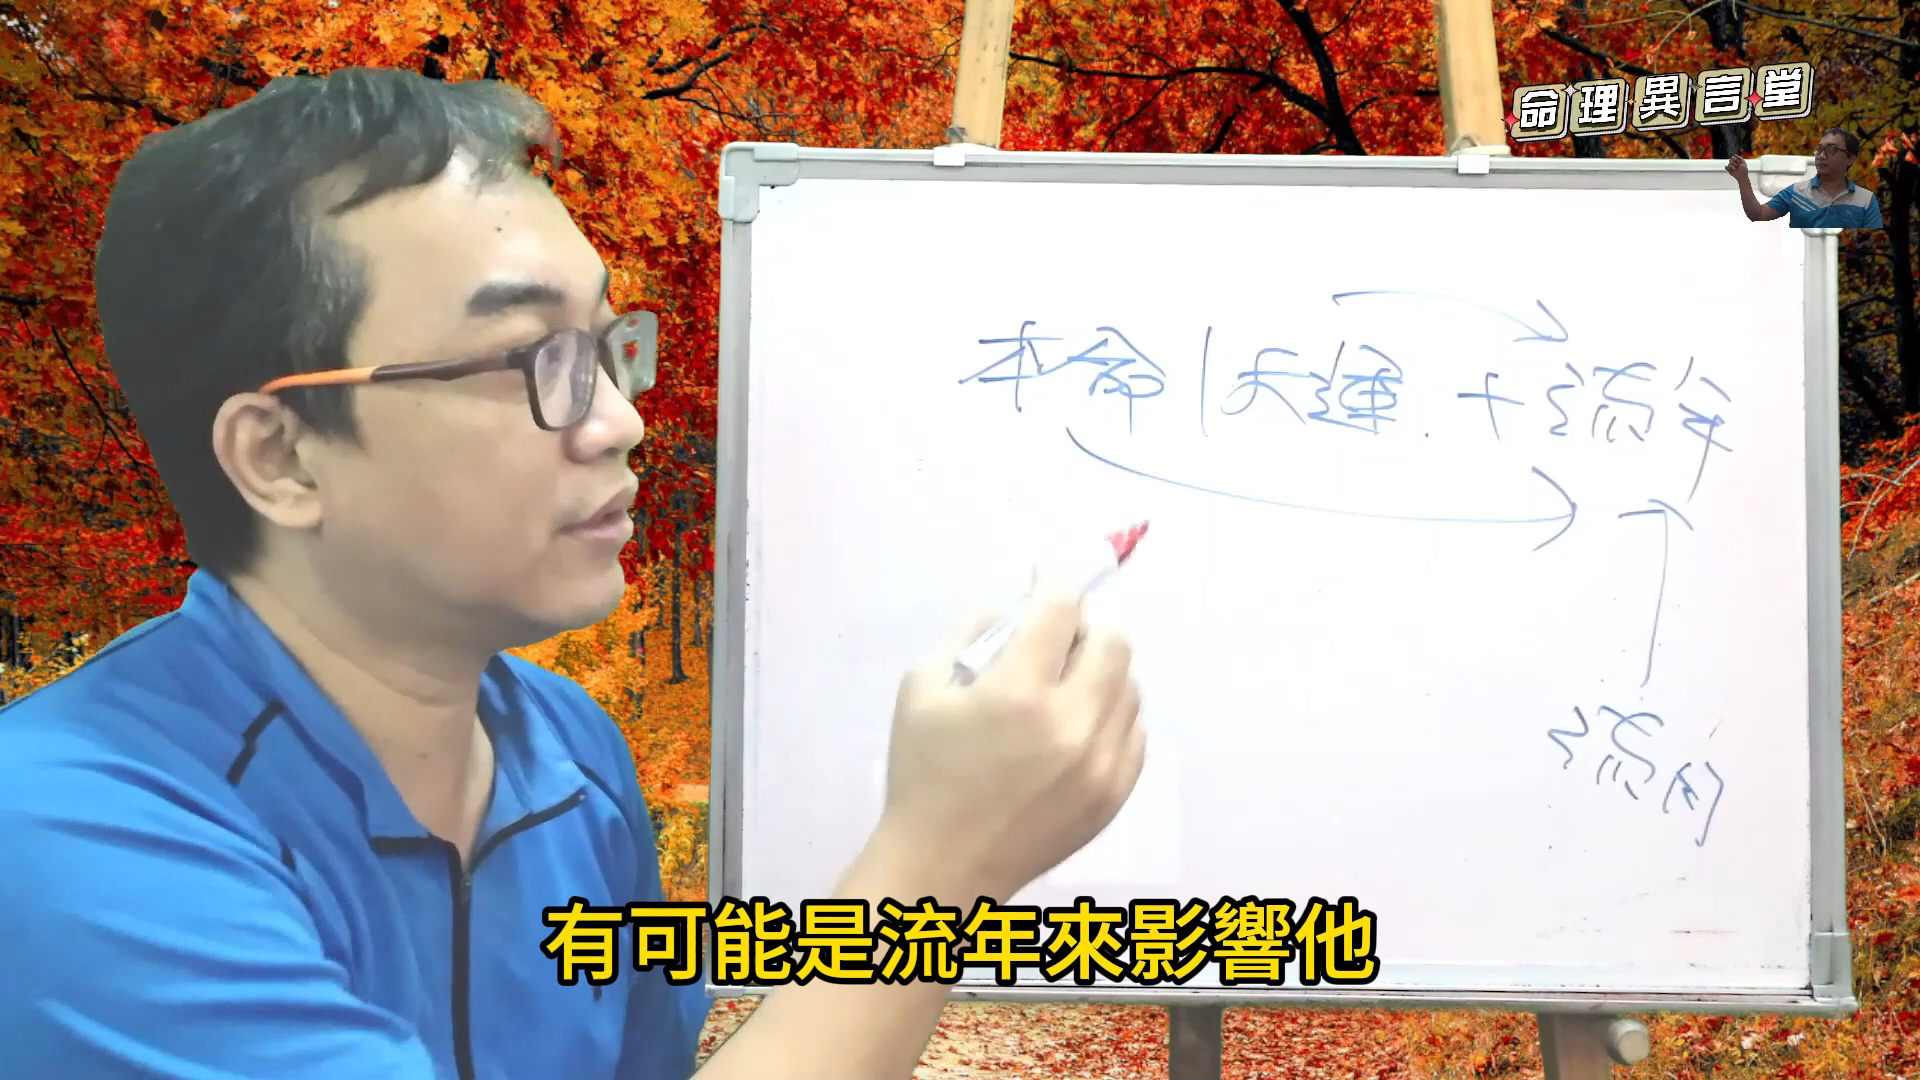 命理異言堂
本命 | 大運 + 流年
流月
有可能是流年來影響他